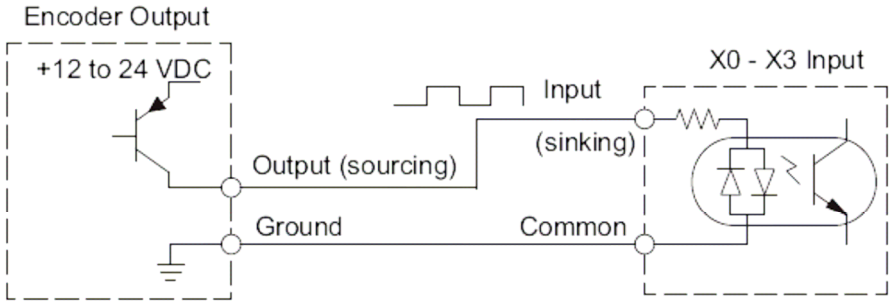 Encoder Output
+12 to 24 VDC
X0 - X3 Input
Input
(sinking)
Output (sourcing)
Ground
Common